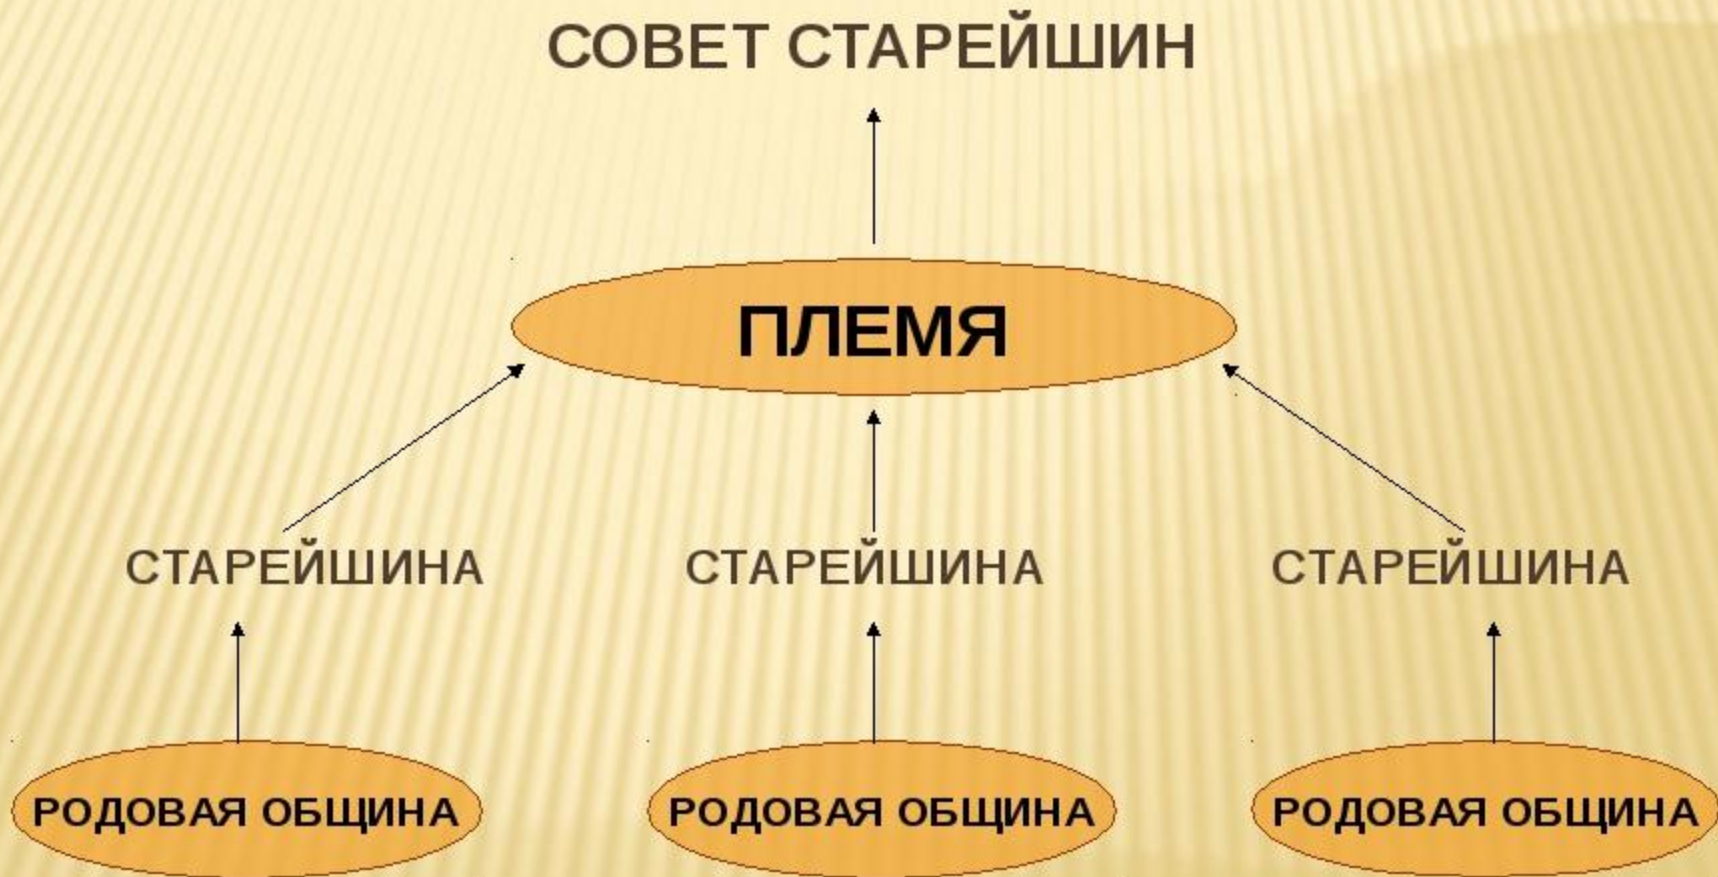 СОВЕТ СТАРЕЙШИН
ПЛЕМЯ
СТАРЕЙШИНА
СТАРЕЙШИНА
СТАРЕЙШИНА
РОДОВАЯ ОБЩИНА
РОДОВАЯ ОБЩИНА
РОДОВАЯ ОБЩИНА